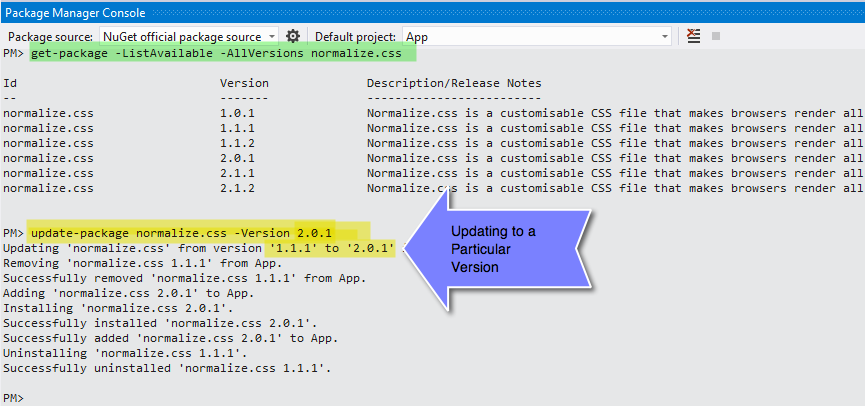 Package Manager Console
Package source: NuGet official package source Default project: App
PM> get-package -ListAvailable -AllVersions normalize.css
Id Version Description/Release Notes
-- ------- -------------------------
normalize.css 1.0.1 Normalize.css is a customisable CSS file that makes browsers render all
normalize.css 1.1.1 Normalize.css is a customisable CSS file that makes browsers render all
normalize.css 1.1.2 Normalize.css is a customisable CSS file that makes browsers render all
normalize.css 2.0.1 Normalize.css is a customisable CSS file that makes browsers render all
normalize.css 2.1.1 Normalize.css is a customisable CSS file that makes browsers render all
normalize.css 2.1.2 Normalize.css is a customisable CSS file that makes browsers render all
PM> update-package normalize.css -Version 2.0.1
Updating 'normalize.css' from version '1.1.1' to '2.0.1'.
Removing 'normalize.css 1.1.1' from App.
Successfully removed 'normalize.css 1.1.1' from App.
Adding 'normalize.css 2.0.1' to App.
Installing 'normalize.css 2.0.1'.
Successfully installed 'normalize.css 2.0.1'.
Successfully added 'normalize.css 2.0.1' to App.
Uninstalling 'normalize.css 1.1.1'.
Successfully uninstalled 'normalize.css 1.1.1'.
PM>
Updating to a
Particular
Version